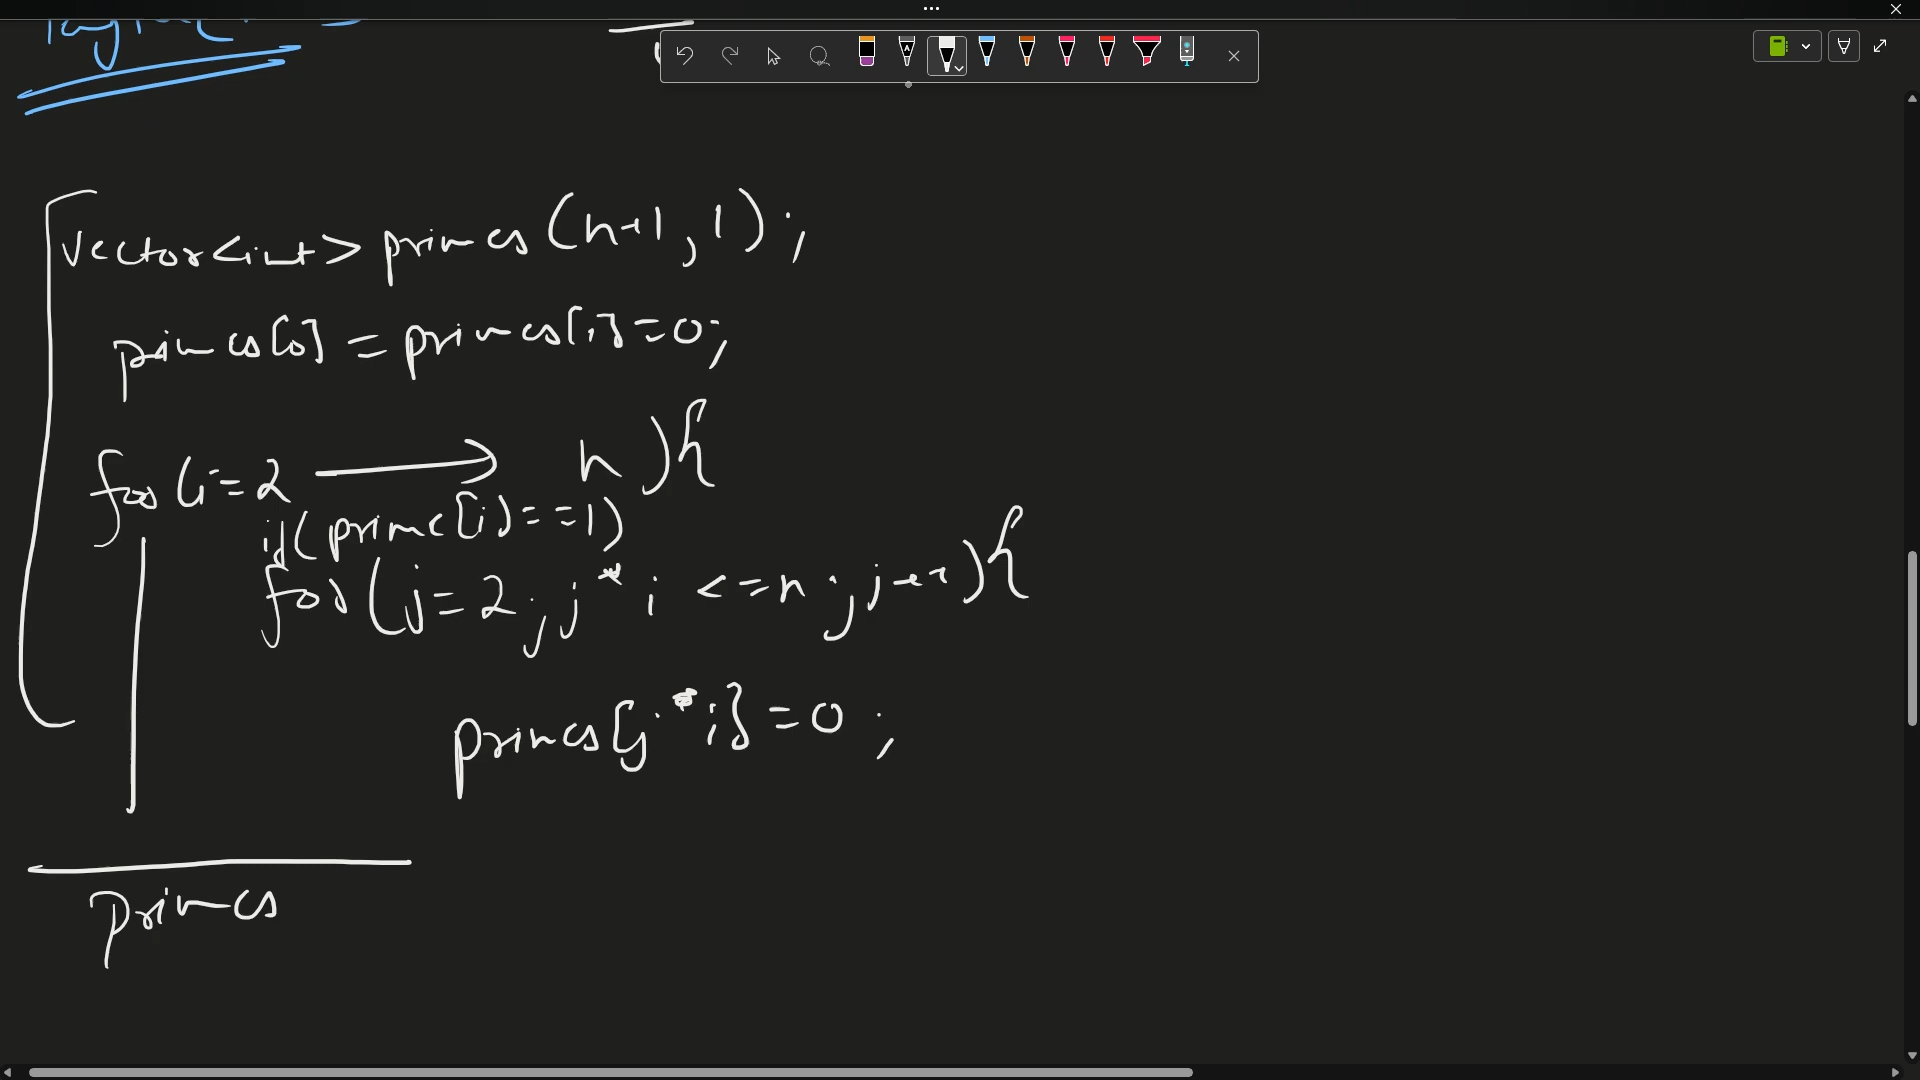 vector<int> primes(n+1, 1);
primes[0] = primes[1] = 0;
for (i=2 → n) {
if(prime[i]==1)
for(j=2; j*i <=n; j++){
primes[j*i] = 0;
primes